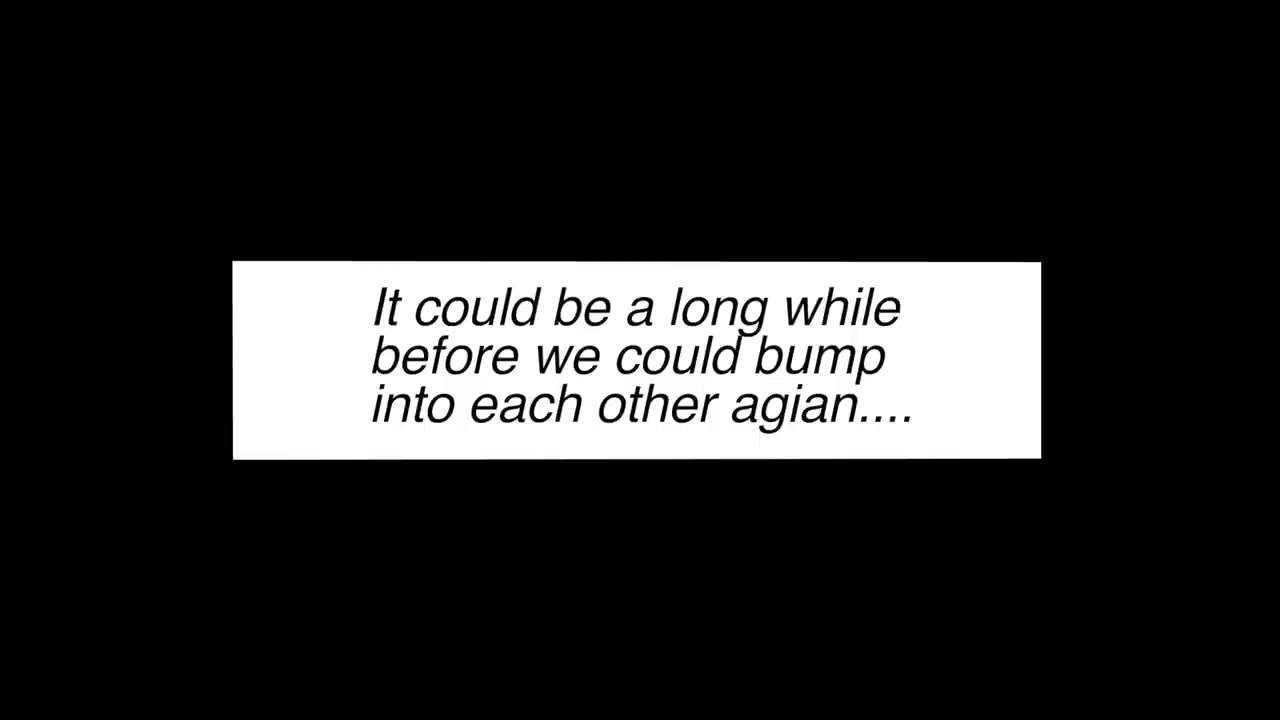 It could be a long while
before we could bump
into each other agian....